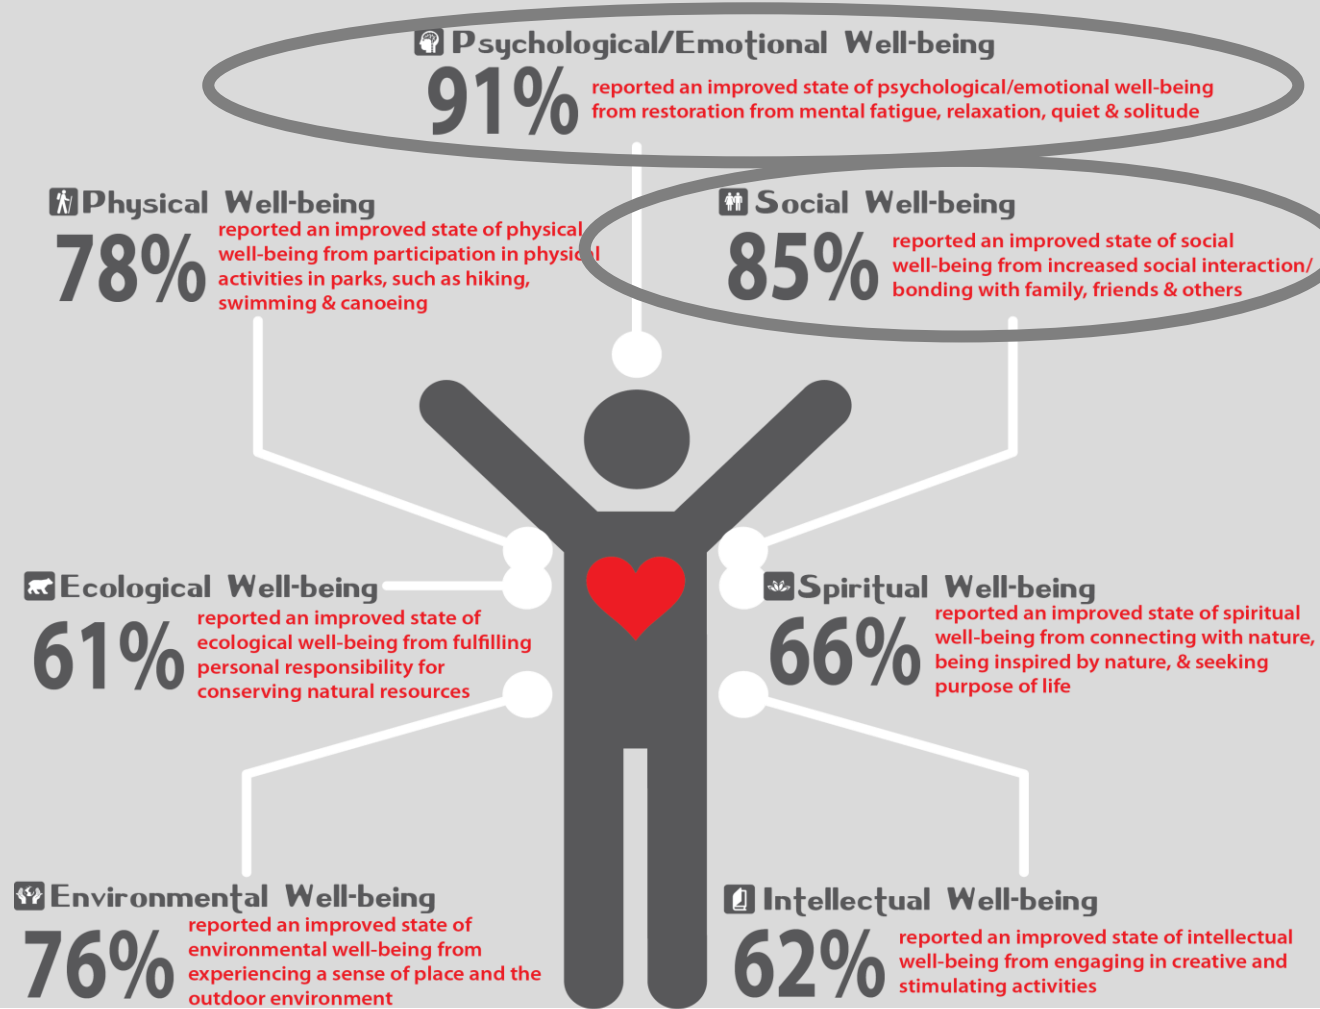 Psychological/Emotional Well-being
91%
reported an improved state of psychological/emotional well-being
from restoration from mental fatigue, relaxation, quiet & solitude
Physical Well-being
78%
reported an improved state of physical
well-being from participation in physical
activities in parks, such as hiking,
swimming & canoeing
Social Well-being
85%
reported an improved state of social
well-being from increased social interaction/
bonding with family, friends & others
Ecological Well-being
61%
reported an improved state of
ecological well-being from fulfilling
personal responsibility for
conserving natural resources
Spiritual Well-being
66%
reported an improved state of spiritual
well-being from connecting with nature,
being inspired by nature, & seeking
purpose of life
Environmental Well-being
76%
reported an improved state of
environmental well-being from
experiencing a sense of place and the
outdoor environment
Intellectual Well-being
62%
reported an improved state of intellectual
well-being from engaging in creative and
stimulating activities